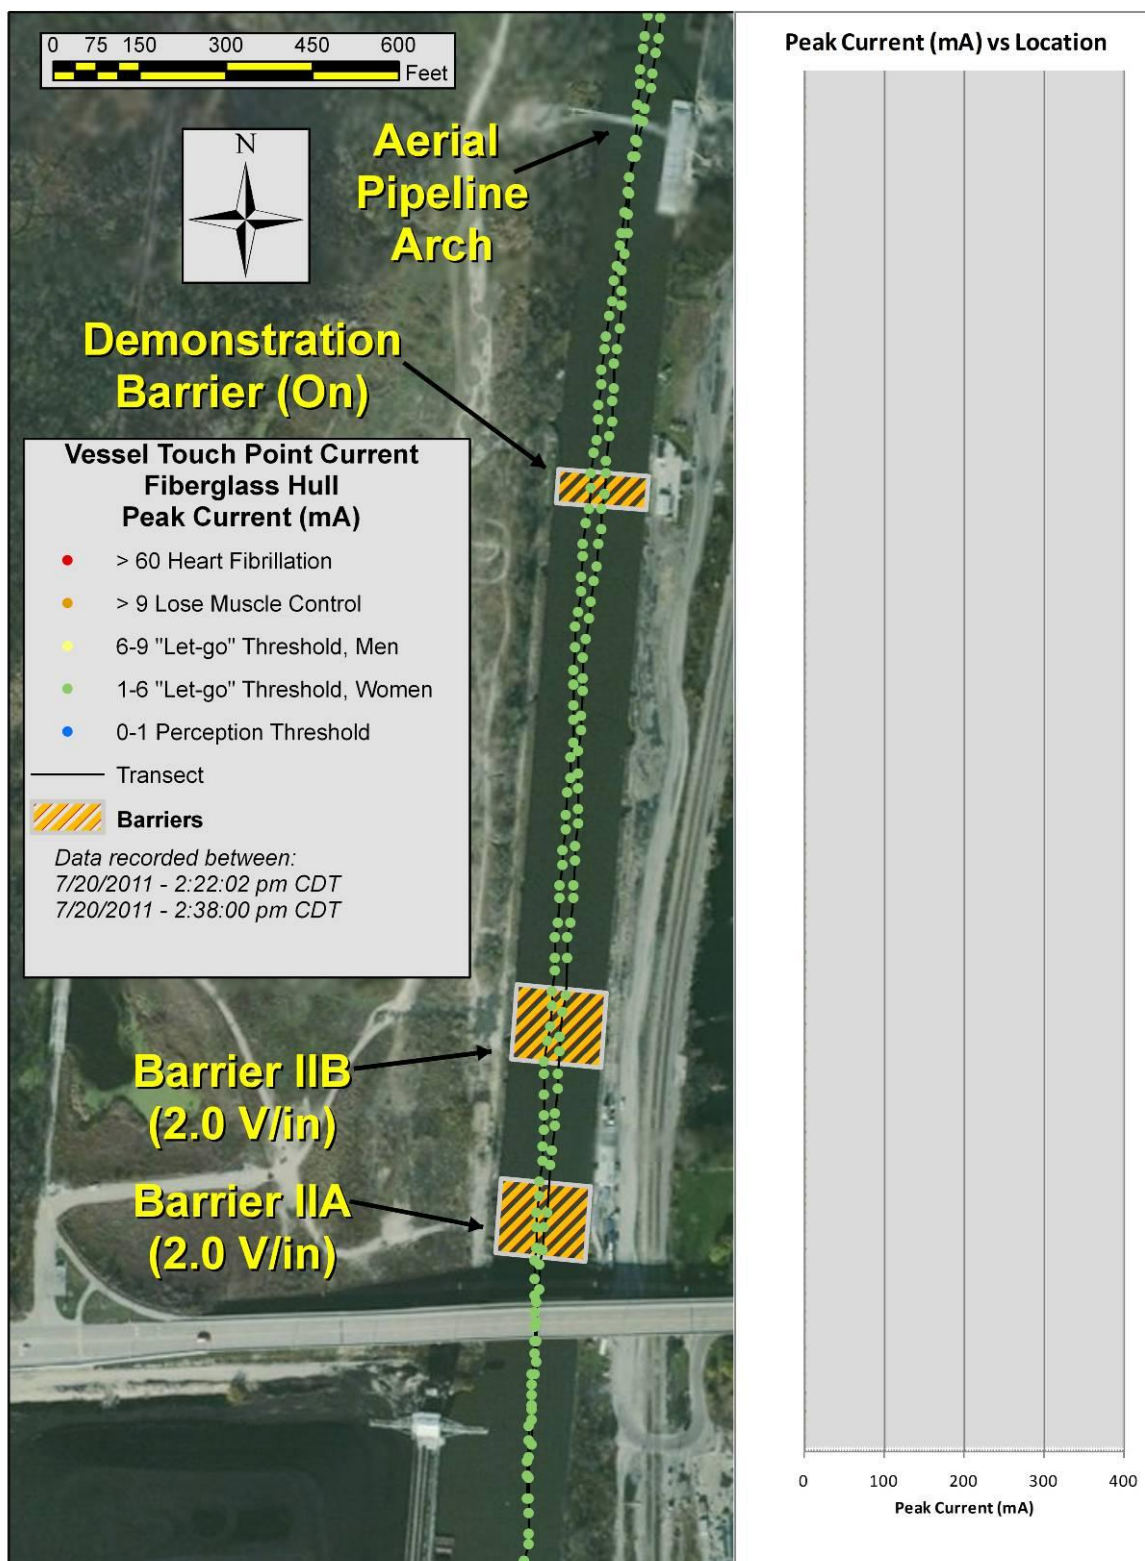 0 75 150 300 450 600
Feet
N
Aerial
Pipeline
Arch
Demonstration
Barrier (On)
Vessel Touch Point Current
Fiberglass Hull
Peak Current (mA)
> 60 Heart Fibrillation
> 9 Lose Muscle Control
6-9 "Let-go" Threshold, Men
1-6 "Let-go" Threshold, Women
0-1 Perception Threshold
Transect
Barriers
Data recorded between:
7/20/2011 - 2:22:02 pm CDT
7/20/2011 - 2:38:00 pm CDT
Barrier IIB
(2.0 V/in)
Barrier IIA
(2.0 V/in)
Peak Current (mA) vs Location
0 100 200 300 400
Peak Current (mA)